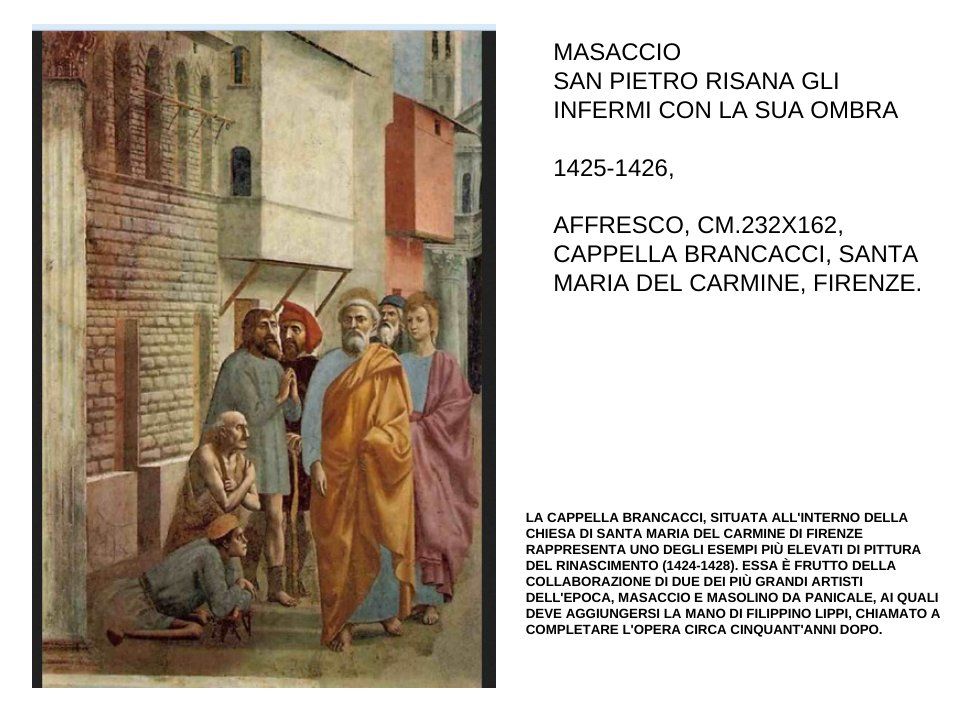 MASACCIO
SAN PIETRO RISANA GLI
INFERMI CON LA SUA OMBRA
1425-1426,
AFFRESCO, CM.232X162,
CAPPELLA BRANCACCI, SANTA
MARIA DEL CARMINE, FIRENZE.
LA CAPPELLA BRANCACCI, SITUATA ALL'INTERNO DELLA
CHIESA DI SANTA MARIA DEL CARMINE DI FIRENZE
RAPPRESENTA UNO DEGLI ESEMPI PIÙ ELEVATI DI PITTURA
DEL RINASCIMENTO (1424-1428). ESSA È FRUTTO DELLA
COLLABORAZIONE DI DUE DEI PIÙ GRANDI ARTISTI
DELL'EPOCA, MASACCIO E MASOLINO DA PANICALE, AI QUALI
DEVE AGGIUNGERSI LA MANO DI FILIPPINO LIPPI, CHIAMATO A
COMPLETARE L'OPERA CIRCA CINQUANT'ANNI DOPO.